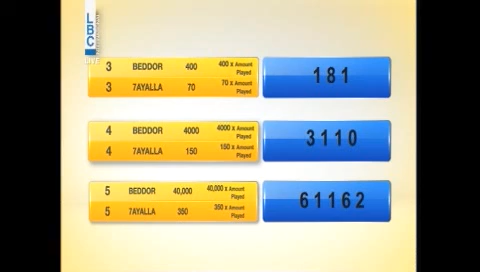 LBC
LIVE
3 BEDDOR 400 400 x Amount Played
3 7AYALLA 70 70 x Amount Played
181
4 BEDDOR 4000 4000 x Amount Played
4 7AYALLA 150 150 x Amount Played
3110
5 BEDDOR 40,000 40,000 x Amount Played
5 7AYALLA 350 350 x Amount Played
61162